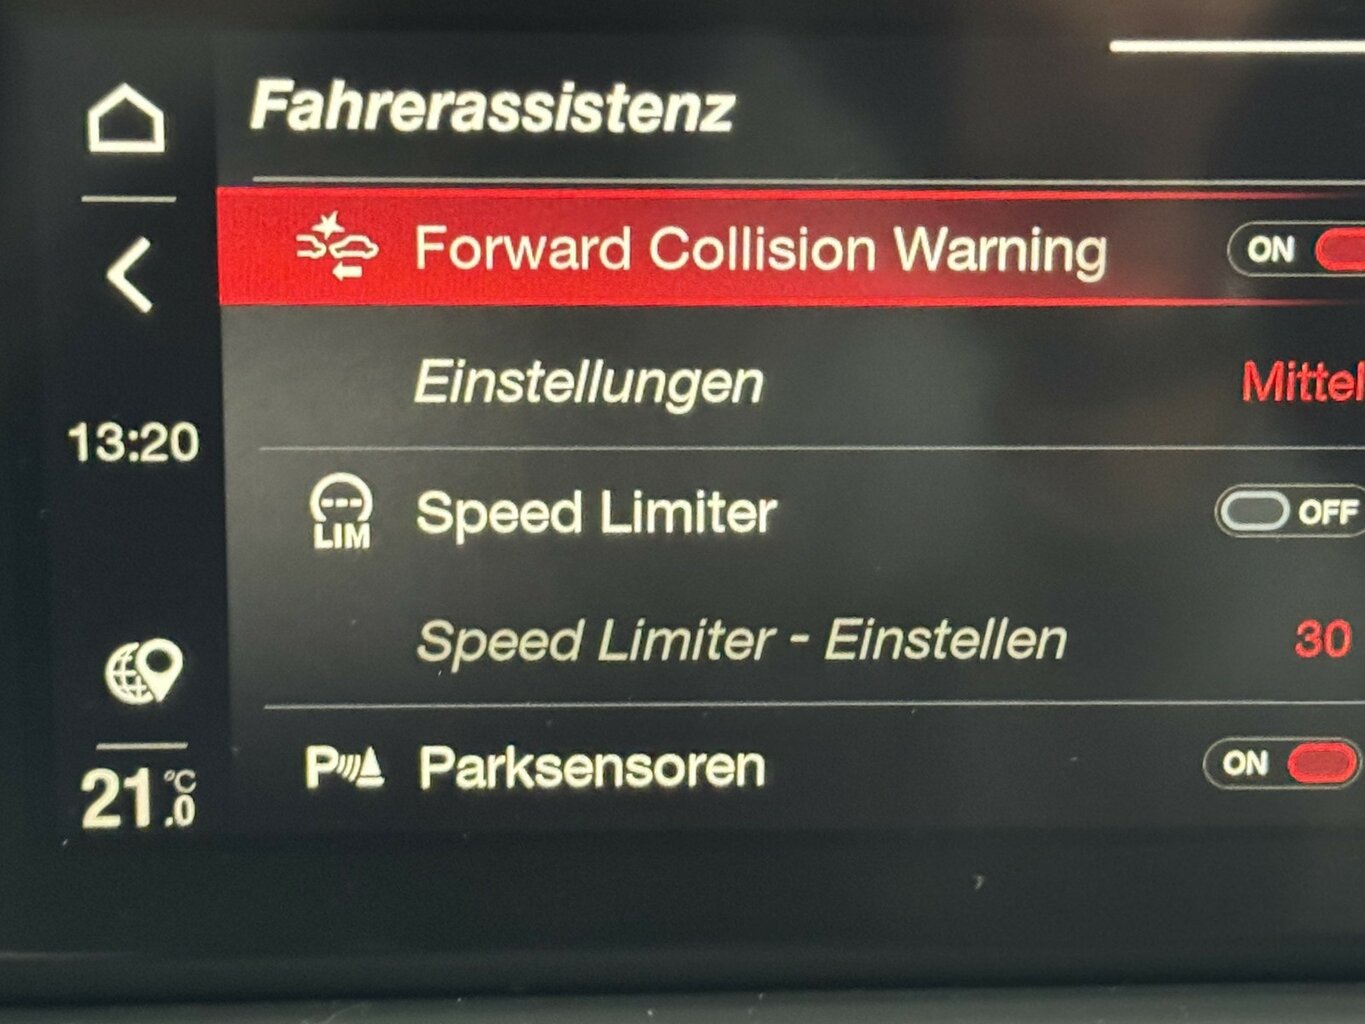 Fahrerassistenz
Forward Collision Warning ON
Einstellungen Mittel
13:20
LIM Speed Limiter OFF
Speed Limiter - Einstellen 30
P Parksensoren ON
21.0 °C